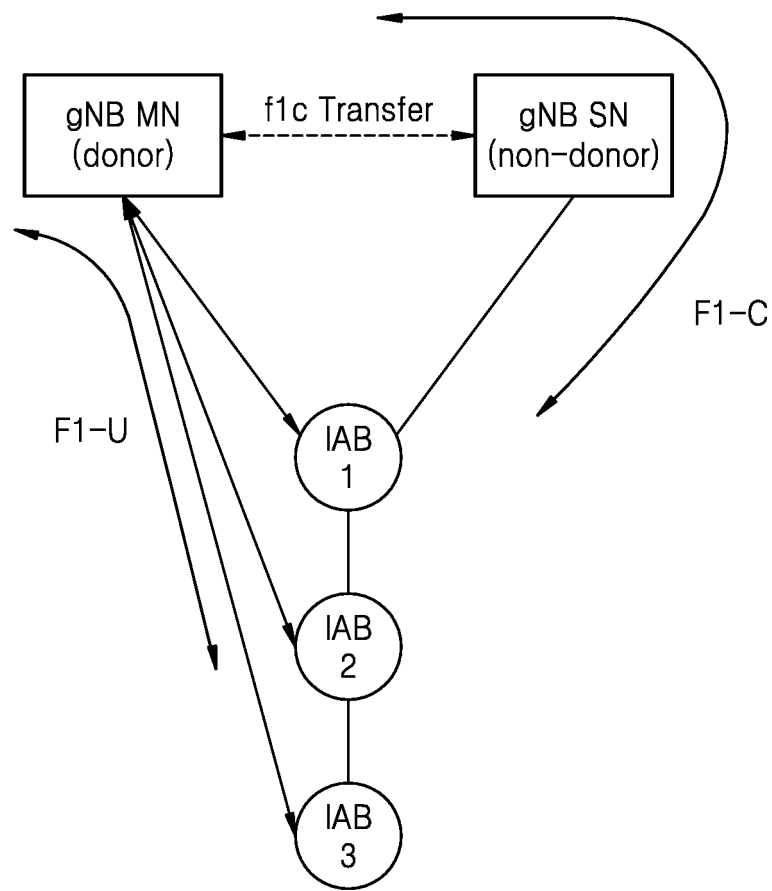 f1c Transfer
gNB MN
(donor)
gNB SN
(non-donor)
F1-C
F1-U
IAB
1
IAB
2
IAB
3